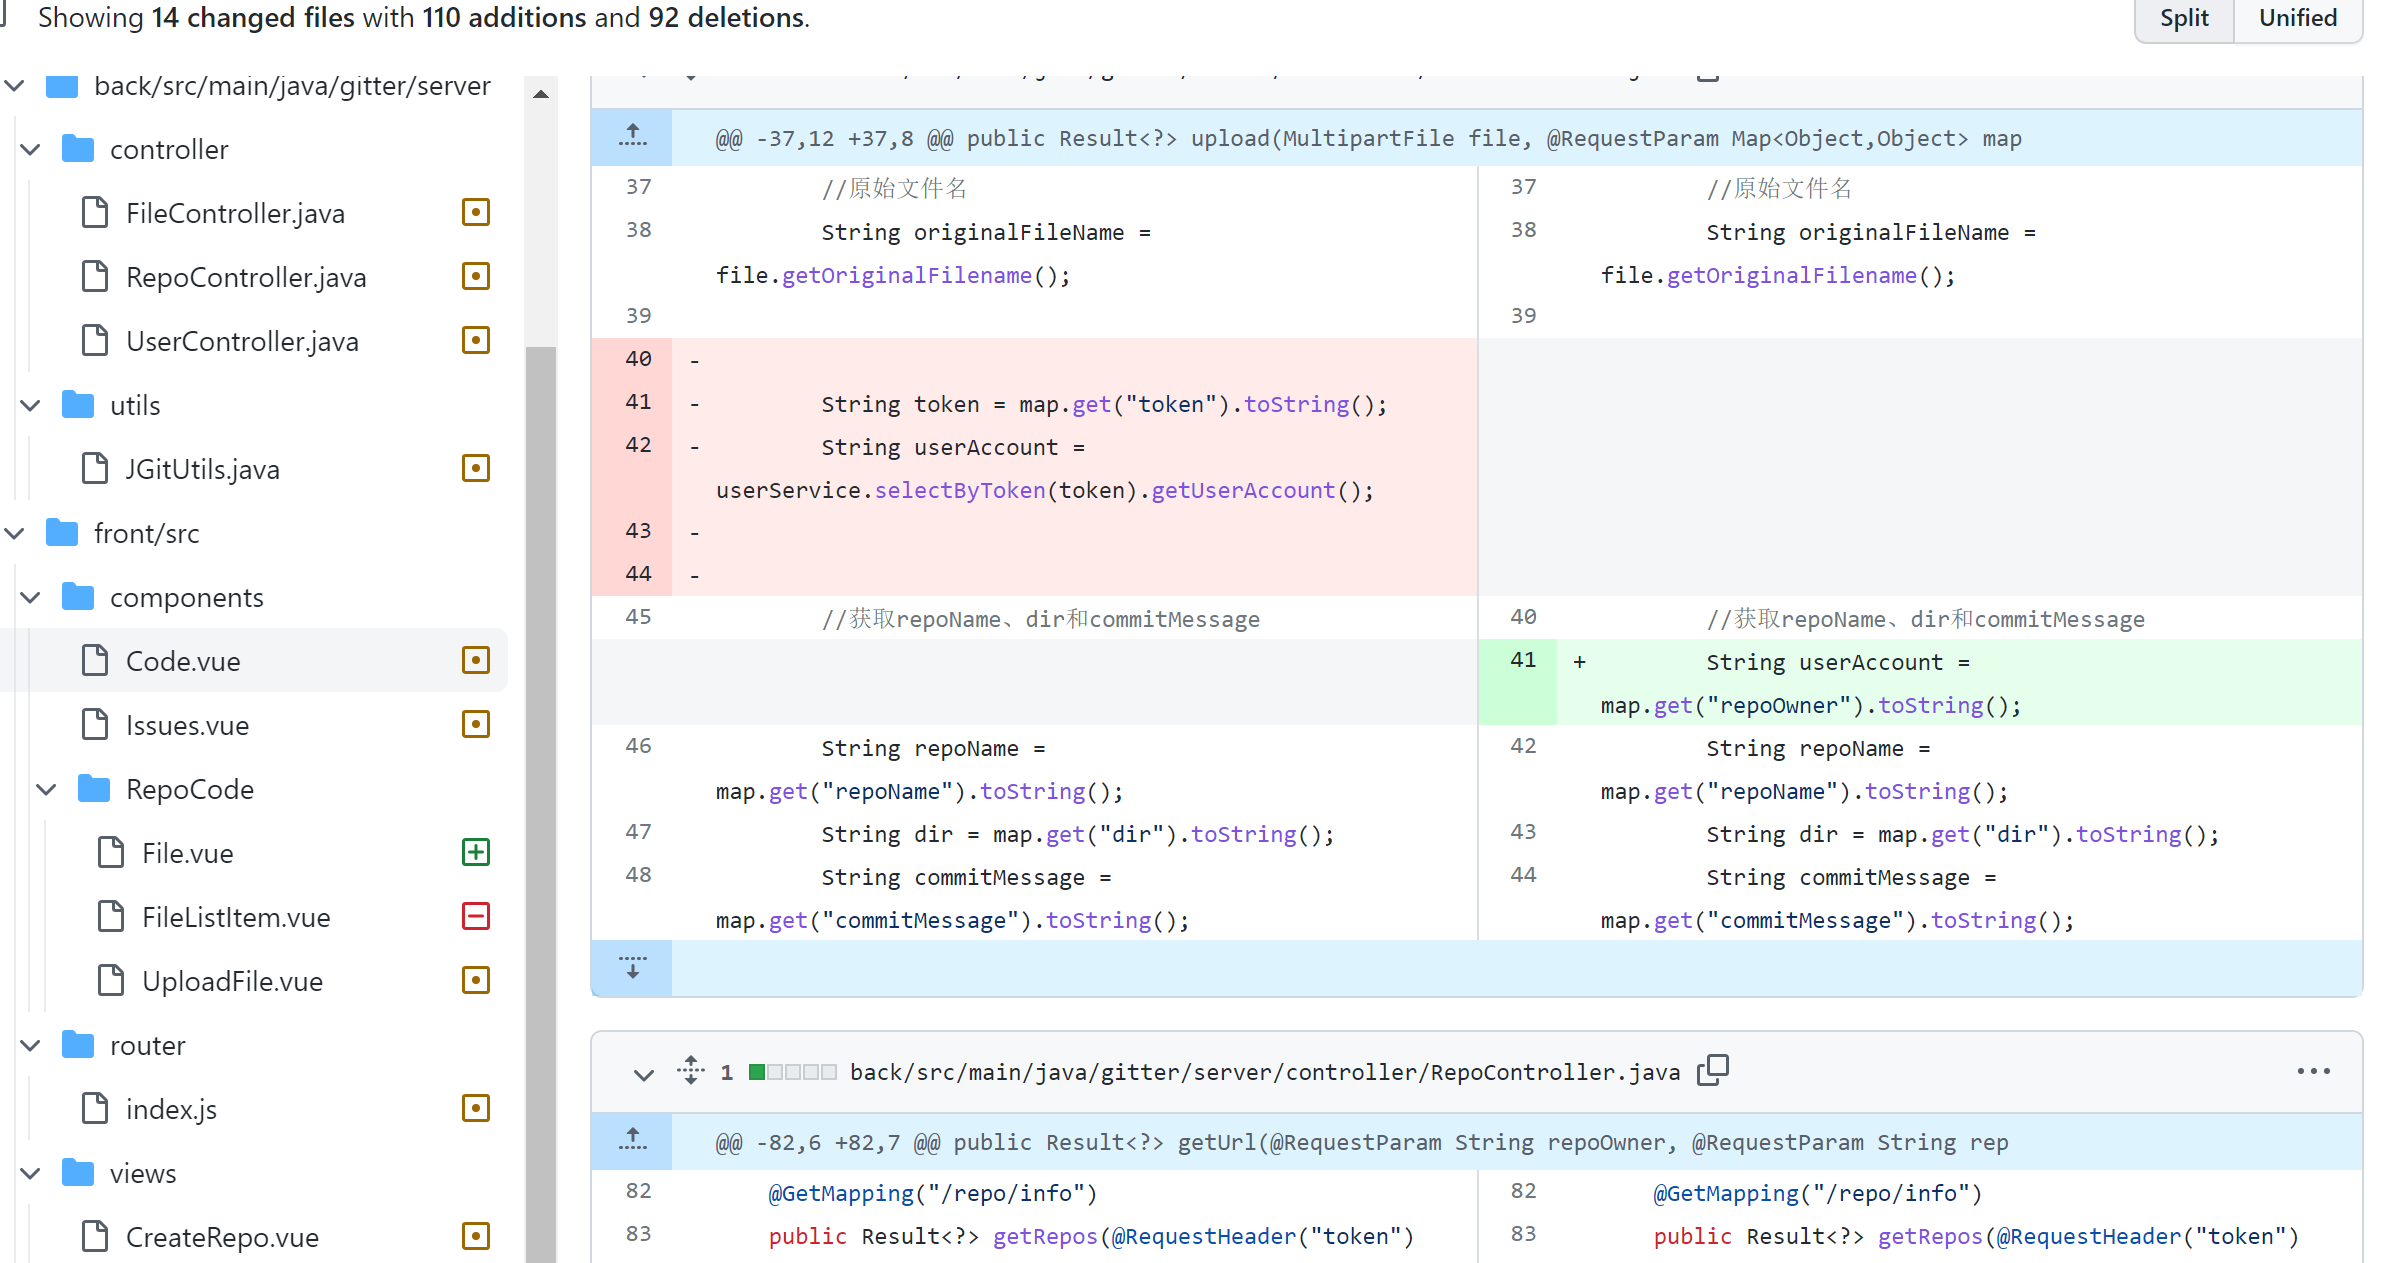 Showing 14 changed files with 110 additions and 92 deletions.
Split
Unified
back/src/main/java/gitter/server
controller
FileController.java
RepoController.java
UserController.java
utils
JGitUtils.java
front/src
components
Code.vue
Issues.vue
RepoCode
File.vue
FileListItem.vue
UploadFile.vue
router
index.js
views
CreateRepo.vue
@@ -37,12 +37,8 @@ public Result<?> upload(MultipartFile file, @RequestParam Map<Object,Object> map
37 //原始文件名
38 String originalFileName =
file.getOriginalFilename();
39
40 -
41 - String token = map.get("token").toString();
42 - String userAccount =
userService.selectByToken(token).getUserAccount();
43 -
44 -
45 //获取repoName、dir和commitMessage
46 String repoName =
map.get("repoName").toString();
47 String dir = map.get("dir").toString();
48 String commitMessage =
map.get("commitMessage").toString();
37 //原始文件名
38 String originalFileName =
file.getOriginalFilename();
39
40 //获取repoName、dir和commitMessage
41 + String userAccount =
map.get("repoOwner").toString();
42 String repoName =
map.get("repoName").toString();
43 String dir = map.get("dir").toString();
44 String commitMessage =
map.get("commitMessage").toString();
1 back/src/main/java/gitter/server/controller/RepoController.java
@@ -82,6 +82,7 @@ public Result<?> getUrl(@RequestParam String repoOwner, @RequestParam String rep
82 @GetMapping("/repo/info")
83 public Result<?> getRepos(@RequestHeader("token")
82 @GetMapping("/repo/info")
83 public Result<?> getRepos(@RequestHeader("token")